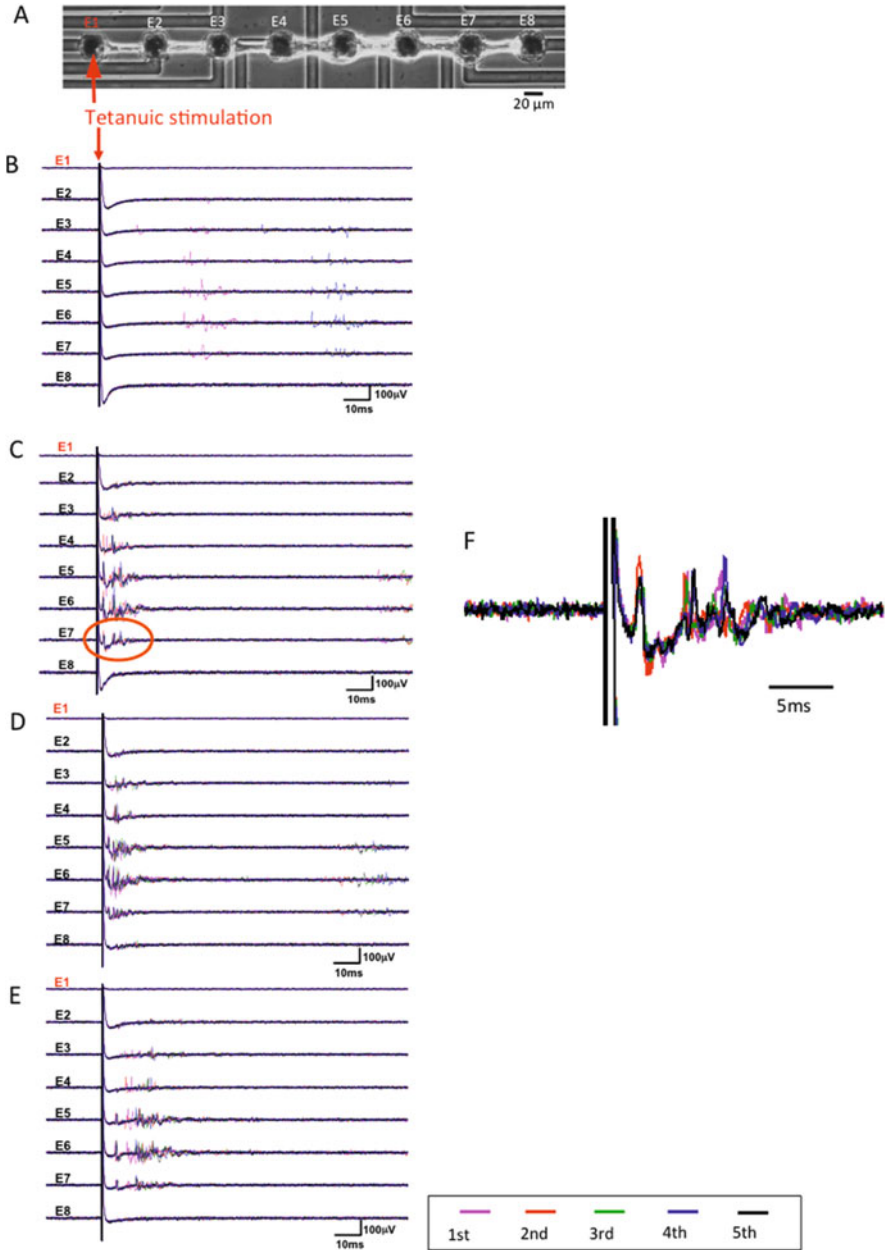 A
E1 E2 E3 E4 E5 E6 E7 E8
20 μm
Tetanuic stimulation
B
E1
E2
E3
E4
E5
E6
E7
E8
100μV
10ms
C
E1
E2
E3
E4
E5
E6
E7
E8
100μV
10ms
F
5ms
D
E1
E2
E3
E4
E5
E6
E7
E8
100μV
10ms
E
E1
E2
E3
E4
E5
E6
E7
E8
100μV
10ms
1st 2nd 3rd 4th 5th